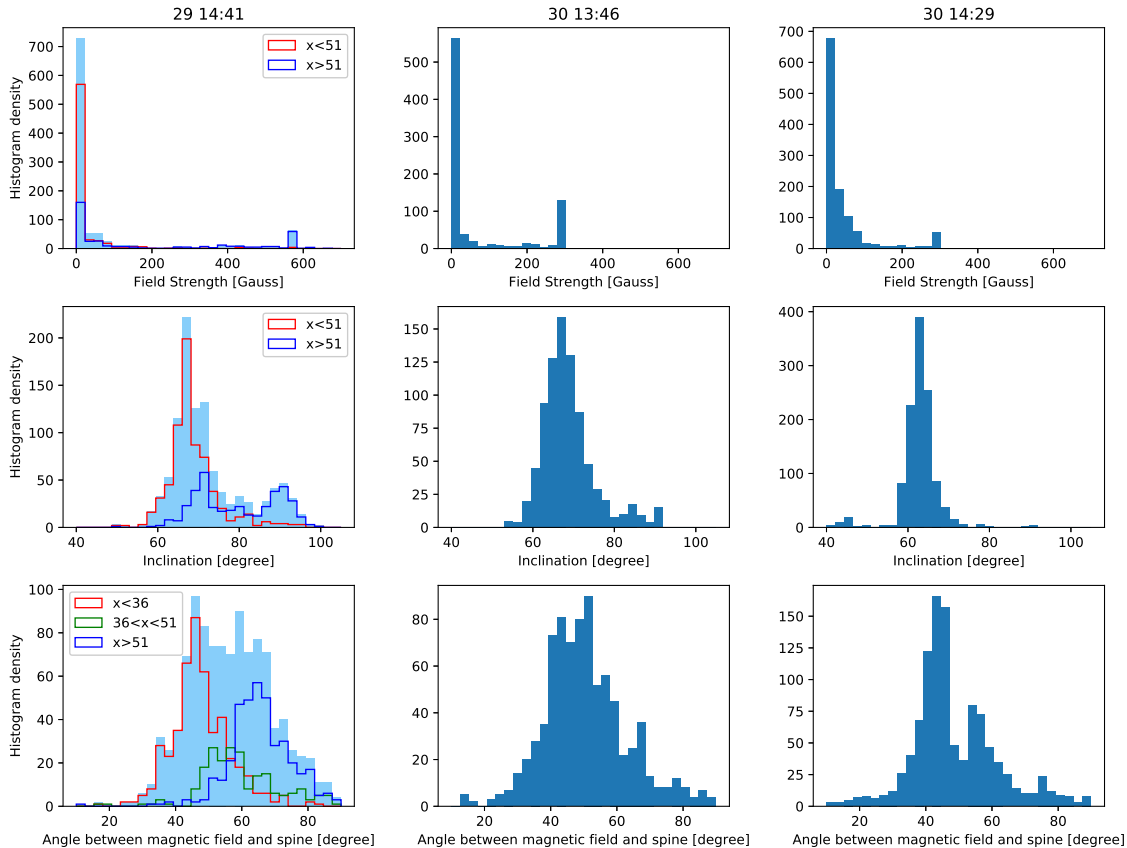 29 14:41
30 13:46
30 14:29
Histogram density
700
600
500
400
300
200
100
0
x<51
x>51
0 200 400 600
Field Strength [Gauss]
500
400
300
200
100
0
0 200 400 600
Field Strength [Gauss]
700
600
500
400
300
200
100
0
0 200 400 600
Field Strength [Gauss]
Histogram density
200
150
100
50
0
x<51
x>51
40 60 80 100
Inclination [degree]
150
125
100
75
50
25
0
40 60 80 100
Inclination [degree]
400
300
200
100
0
40 60 80 100
Inclination [degree]
Histogram density
100
80
60
40
20
0
x<36
36<x<51
x>51
20 40 60 80
Angle between magnetic field and spine [degree]
80
60
40
20
0
20 40 60 80
Angle between magnetic field and spine [degree]
150
125
100
75
50
25
0
20 40 60 80
Angle between magnetic field and spine [degree]